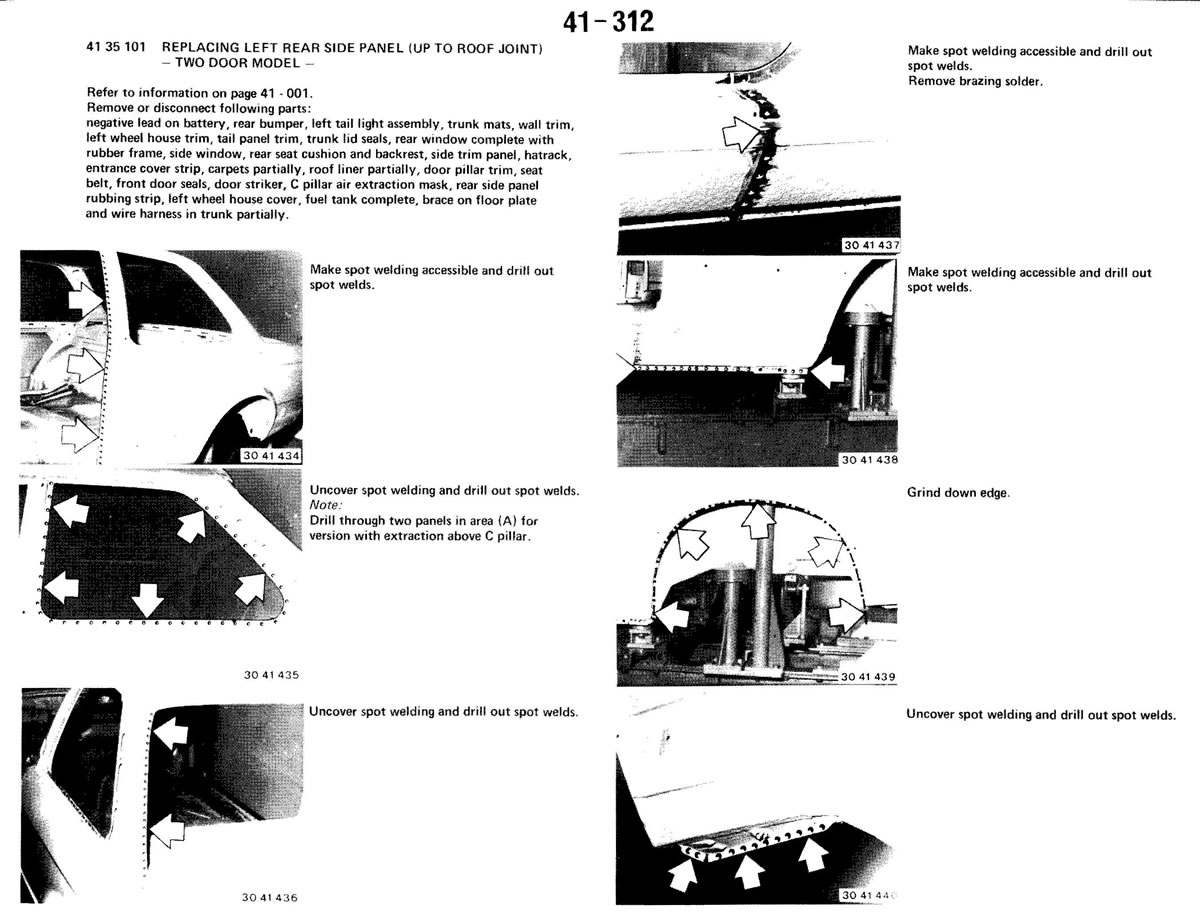 41-312
41 35 101 REPLACING LEFT REAR SIDE PANEL (UP TO ROOF JOINT)
— TWO DOOR MODEL —
Refer to information on page 41 - 001.
Remove or disconnect following parts:
negative lead on battery, rear bumper, left tail light assembly, trunk mats, wall trim,
left wheel house trim, tail panel trim, trunk lid seals, rear window complete with
rubber frame, side window, rear seat cushion and backrest, side trim panel, hatrack,
entrance cover strip, carpets partially, roof liner partially, door pillar trim, seat
belt, front door seals, door striker, C pillar air extraction mask, rear side panel
rubbing strip, left wheel house cover, fuel tank complete, brace on floor plate
and wire harness in trunk partially.
Make spot welding accessible and drill out
spot welds.
30 41 434
Uncover spot welding and drill out spot welds.
Note:
Drill through two panels in area (A) for
version with extraction above C pillar.
30 41 435
Uncover spot welding and drill out spot welds.
30 41 436
Make spot welding accessible and drill out
spot welds.
Remove brazing solder.
30 41 437
Make spot welding accessible and drill out
spot welds.
30 41 438
Grind down edge.
30 41 439
Uncover spot welding and drill out spot welds.
30 41 440